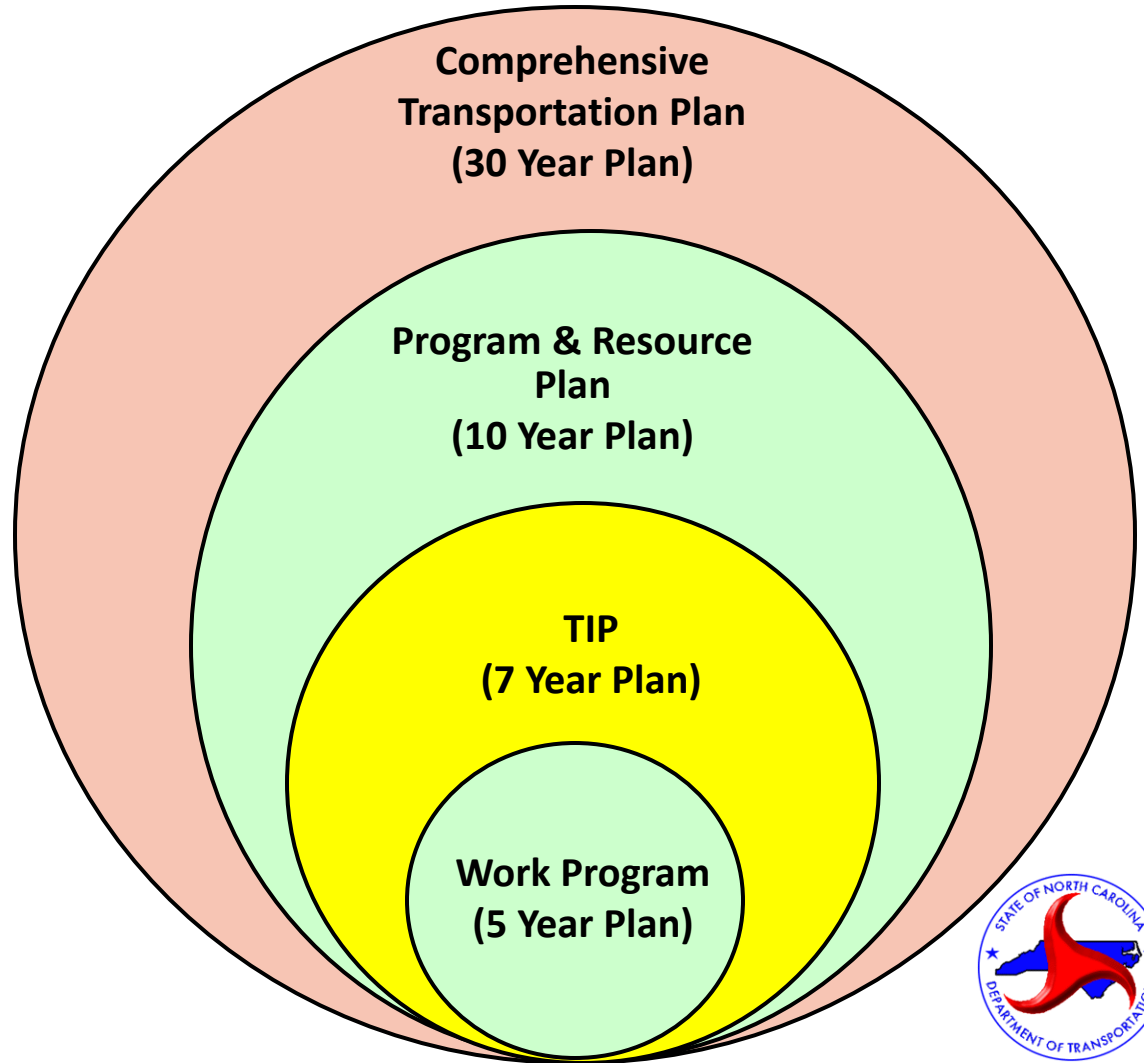 Comprehensive
Transportation Plan
(30 Year Plan)
Program & Resource
Plan
(10 Year Plan)
TIP
(7 Year Plan)
Work Program
(5 Year Plan)
STATE OF NORTH CAROLINA
DEPARTMENT OF TRANSPORTATION